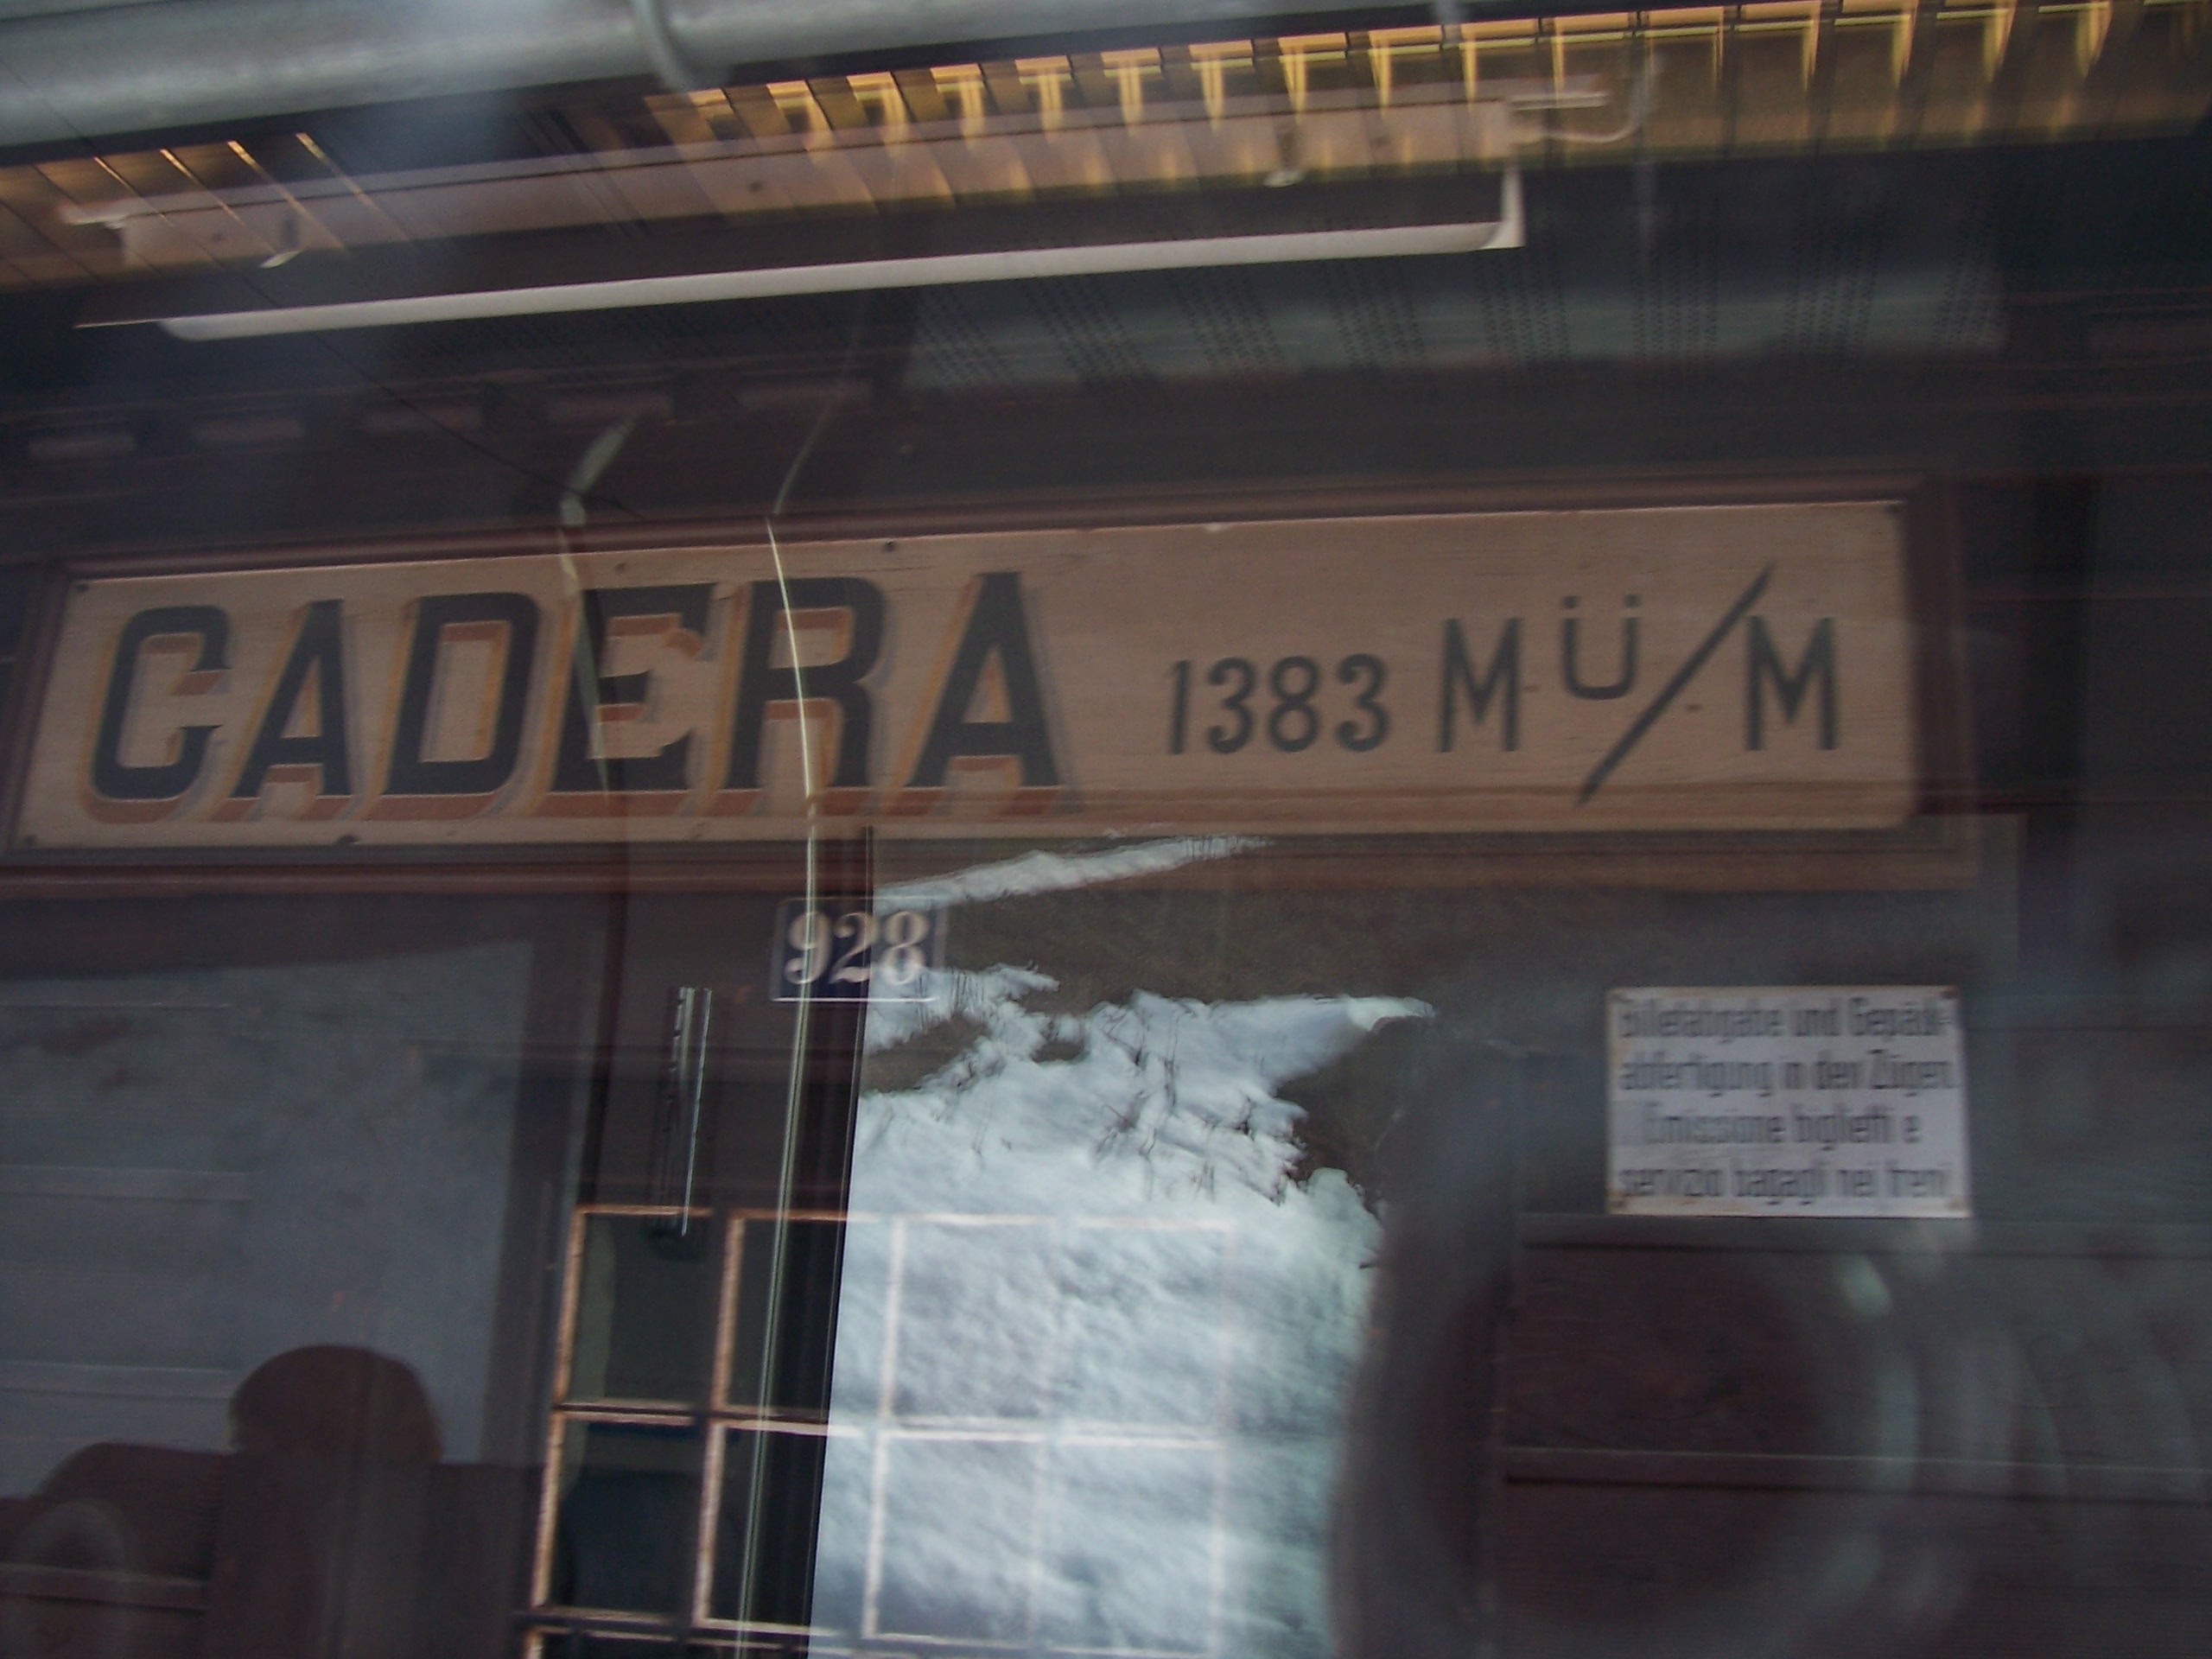 CADERA 1383 MÜ/M
928
Billetabgabe und Gepäck-
abfertigung in den Zügen
Emissione biglietti e
servizio bagagli nei treni